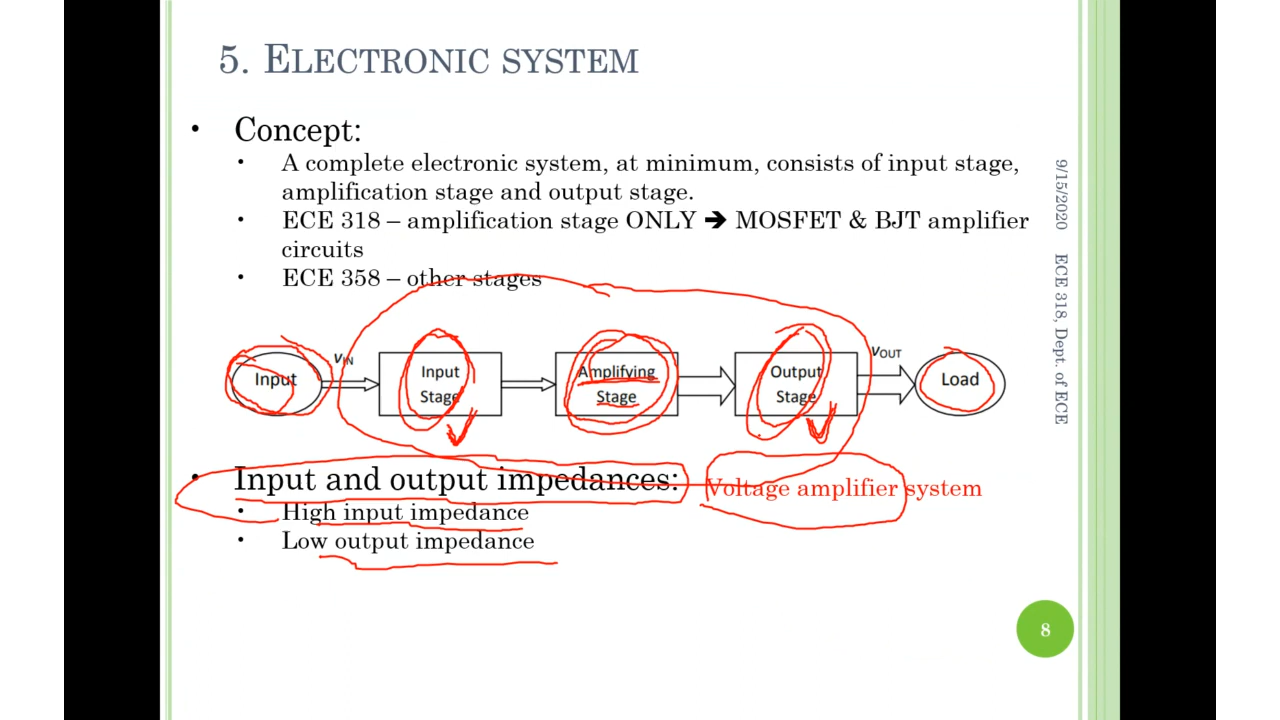 5. ELECTRONIC SYSTEM
• Concept:
• A complete electronic system, at minimum, consists of input stage,
amplification stage and output stage.
• ECE 318 – amplification stage ONLY ➔ MOSFET & BJT amplifier
circuits
• ECE 358 – other stages
Input
vIN
Input
Stage
Amplifying
Stage
Output
Stage
vOUT
Load
• Input and output impedances:
Voltage amplifier system
• High input impedance
• Low output impedance
9/15/2020 ECE 318, Dept. of ECE
8